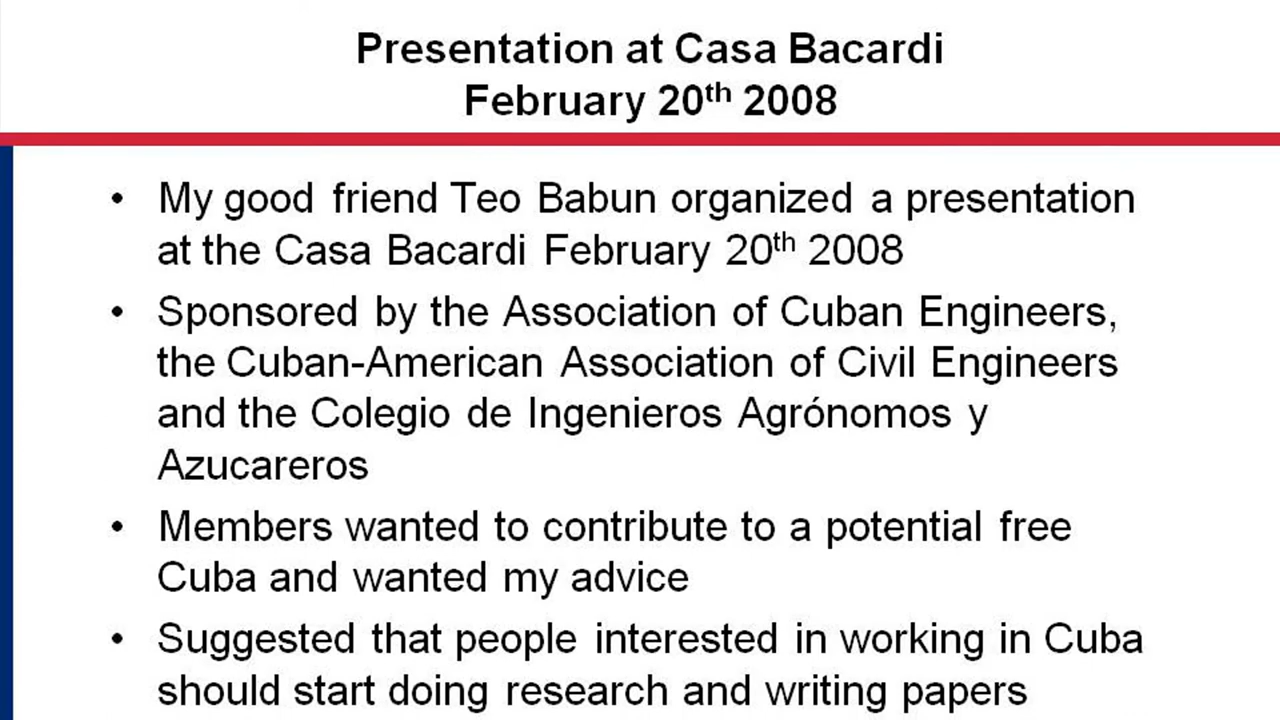 Presentation at Casa Bacardi
February 20th 2008
• My good friend Teo Babun organized a presentation
at the Casa Bacardi February 20th 2008
• Sponsored by the Association of Cuban Engineers,
the Cuban-American Association of Civil Engineers
and the Colegio de Ingenieros Agrónomos y
Azucareros
• Members wanted to contribute to a potential free
Cuba and wanted my advice
• Suggested that people interested in working in Cuba
should start doing research and writing papers